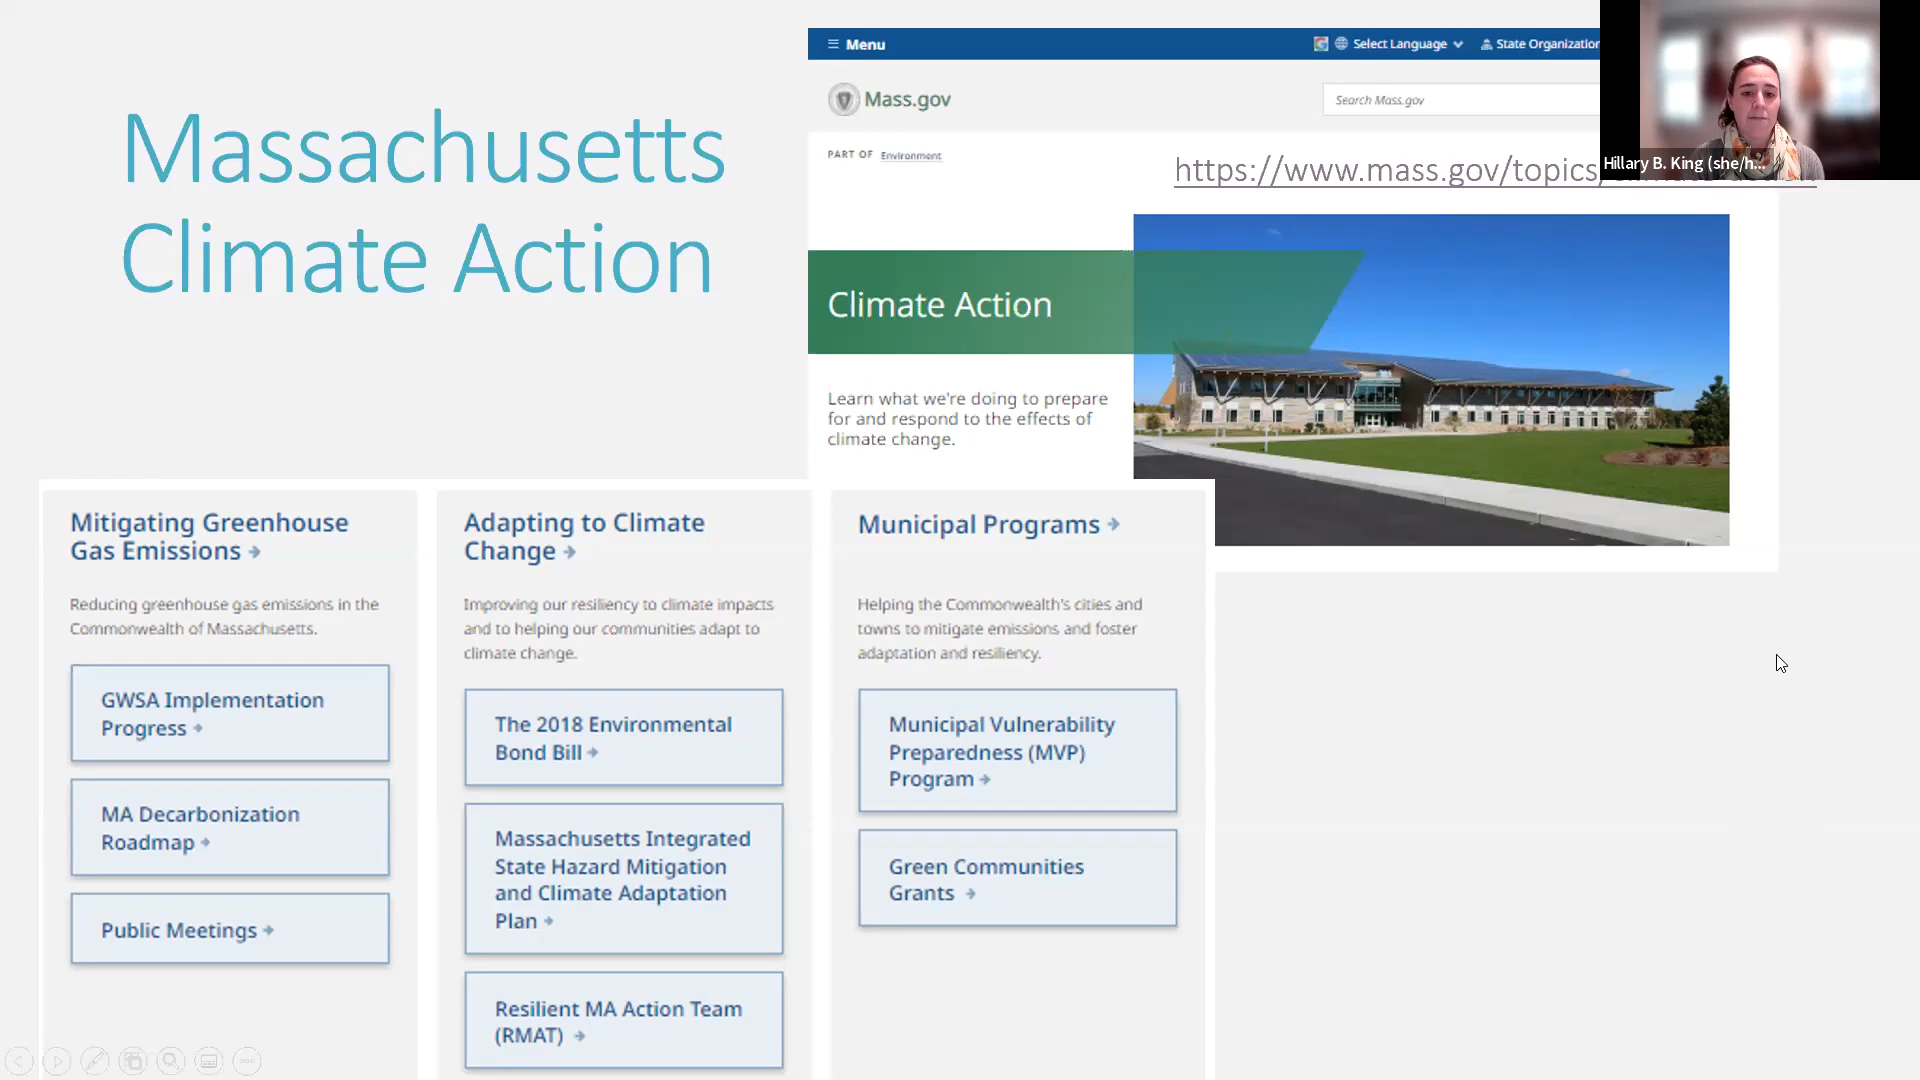 Massachusetts
Climate Action
Menu
Select Language
State Organization
Mass.gov
Search Mass.gov
PART OF Environment
https://www.mass.gov/topics/
Hillary B. King (she/h...
Climate Action
Learn what we're doing to prepare
for and respond to the effects of
climate change.
Mitigating Greenhouse
Gas Emissions
Reducing greenhouse gas emissions in the
Commonwealth of Massachusetts.
GWSA Implementation
Progress
MA Decarbonization
Roadmap
Public Meetings
Adapting to Climate
Change
Improving our resiliency to climate impacts
and to helping our communities adapt to
climate change.
The 2018 Environmental
Bond Bill
Massachusetts Integrated
State Hazard Mitigation
and Climate Adaptation
Plan
Resilient MA Action Team
(RMAT)
Municipal Programs
Helping the Commonwealth's cities and
towns to mitigate emissions and foster
adaptation and resiliency.
Municipal Vulnerability
Preparedness (MVP)
Program
Green Communities
Grants